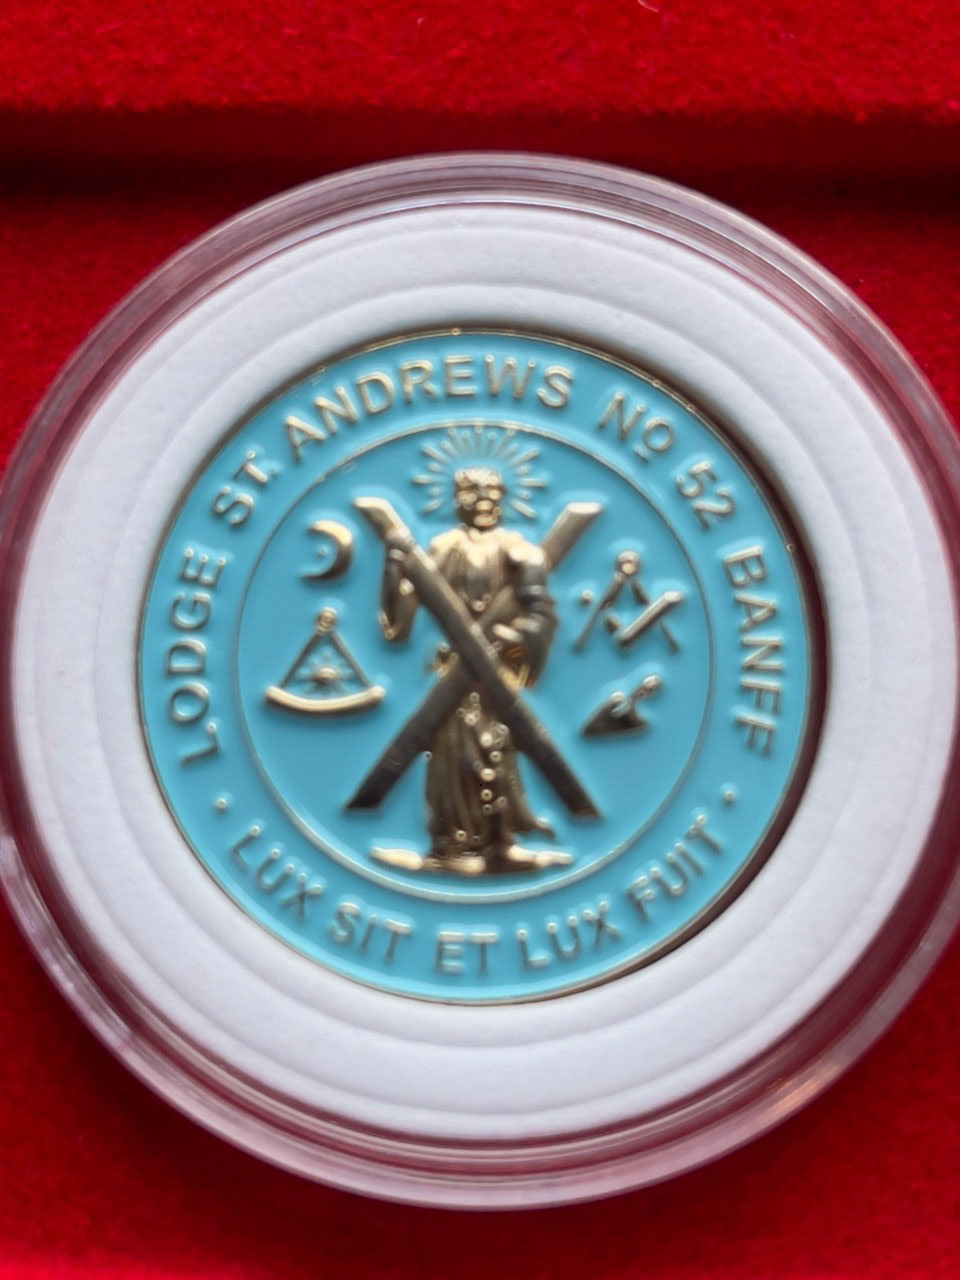 LODGE ST. ANDREWS Nº 52 BANFF
· LUX SIT ET LUX FUIT ·